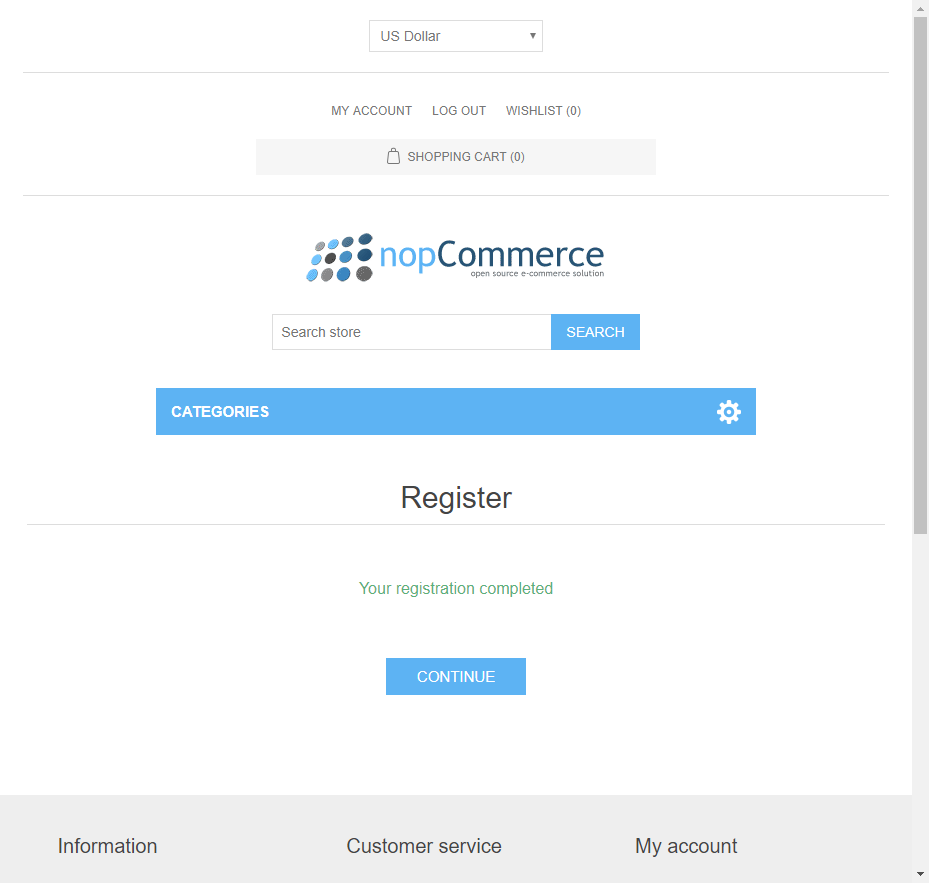 US Dollar
MY ACCOUNT LOG OUT WISHLIST (0)
SHOPPING CART (0)
nopCommerce
open source e-commerce solution
Search store SEARCH
CATEGORIES
Register
Your registration completed
CONTINUE
Information Customer service My account